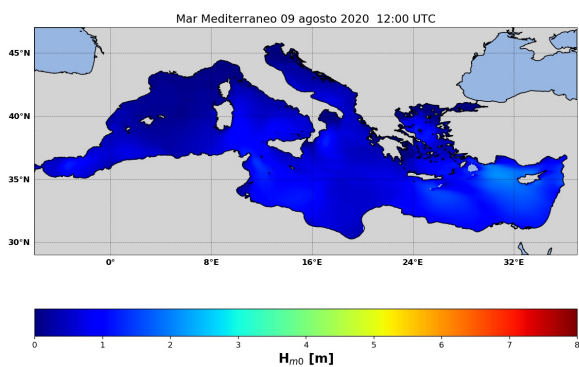 Mar Mediterraneo 09 agosto 2020 12:00 UTC
45°N
40°N
35°N
30°N
0° 8°E 16°E 24°E 32°E
0 1 2 3 4 5 6 7 8
H_{m0} [m]